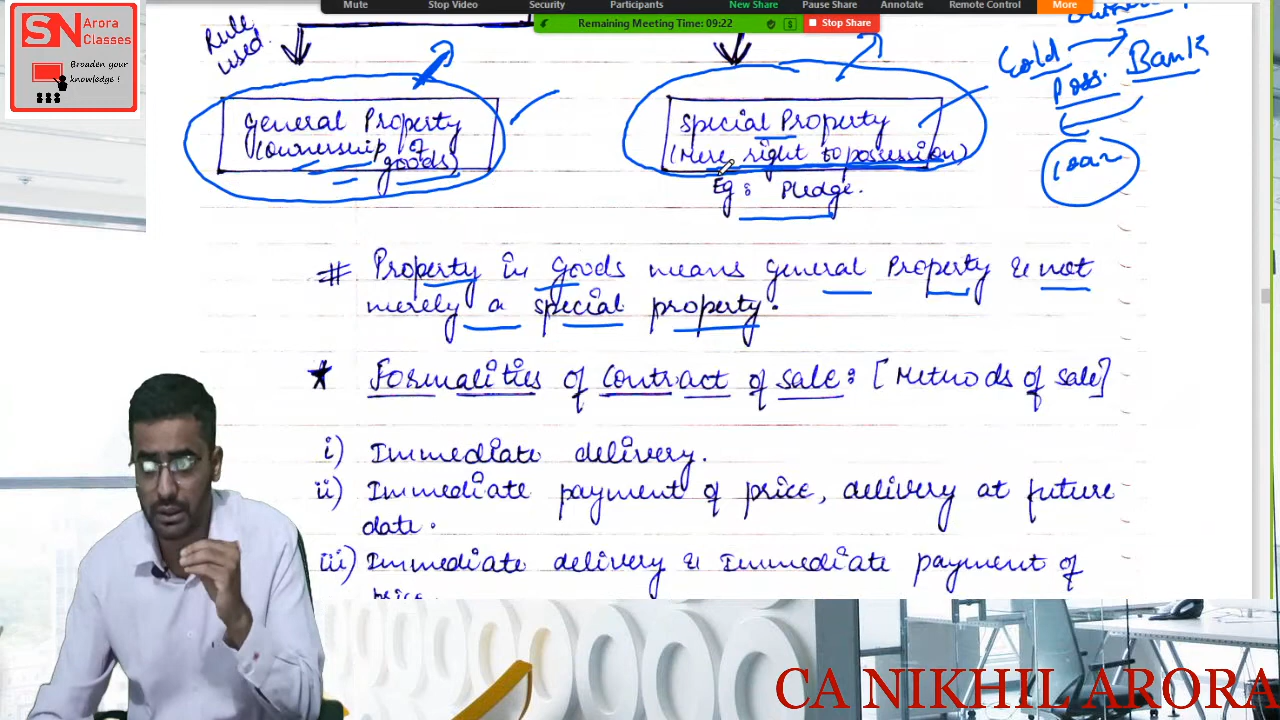 Mute Stop Video Security Participants New Share Pause Share Annotate Remote Control More
Remaining Meeting Time: 09:22 Stop Share
SN Arora
Classes
Broaden your
knowledge !
Rule
used.
General Property
(ownership of
goods)
Special Property
(Mere right to possession)
Eg: Pledge.
Gold
Poss.
Bank
Loan
# Property in Goods means General Property & not
merely a special property.
★ Formalities of Contract of Sale: [Methods of sale]
i) Immediate delivery.
ii) Immediate payment of price, delivery at future
date.
iii) Immediate delivery & Immediate payment of
price.
CA NIKHIL ARORA